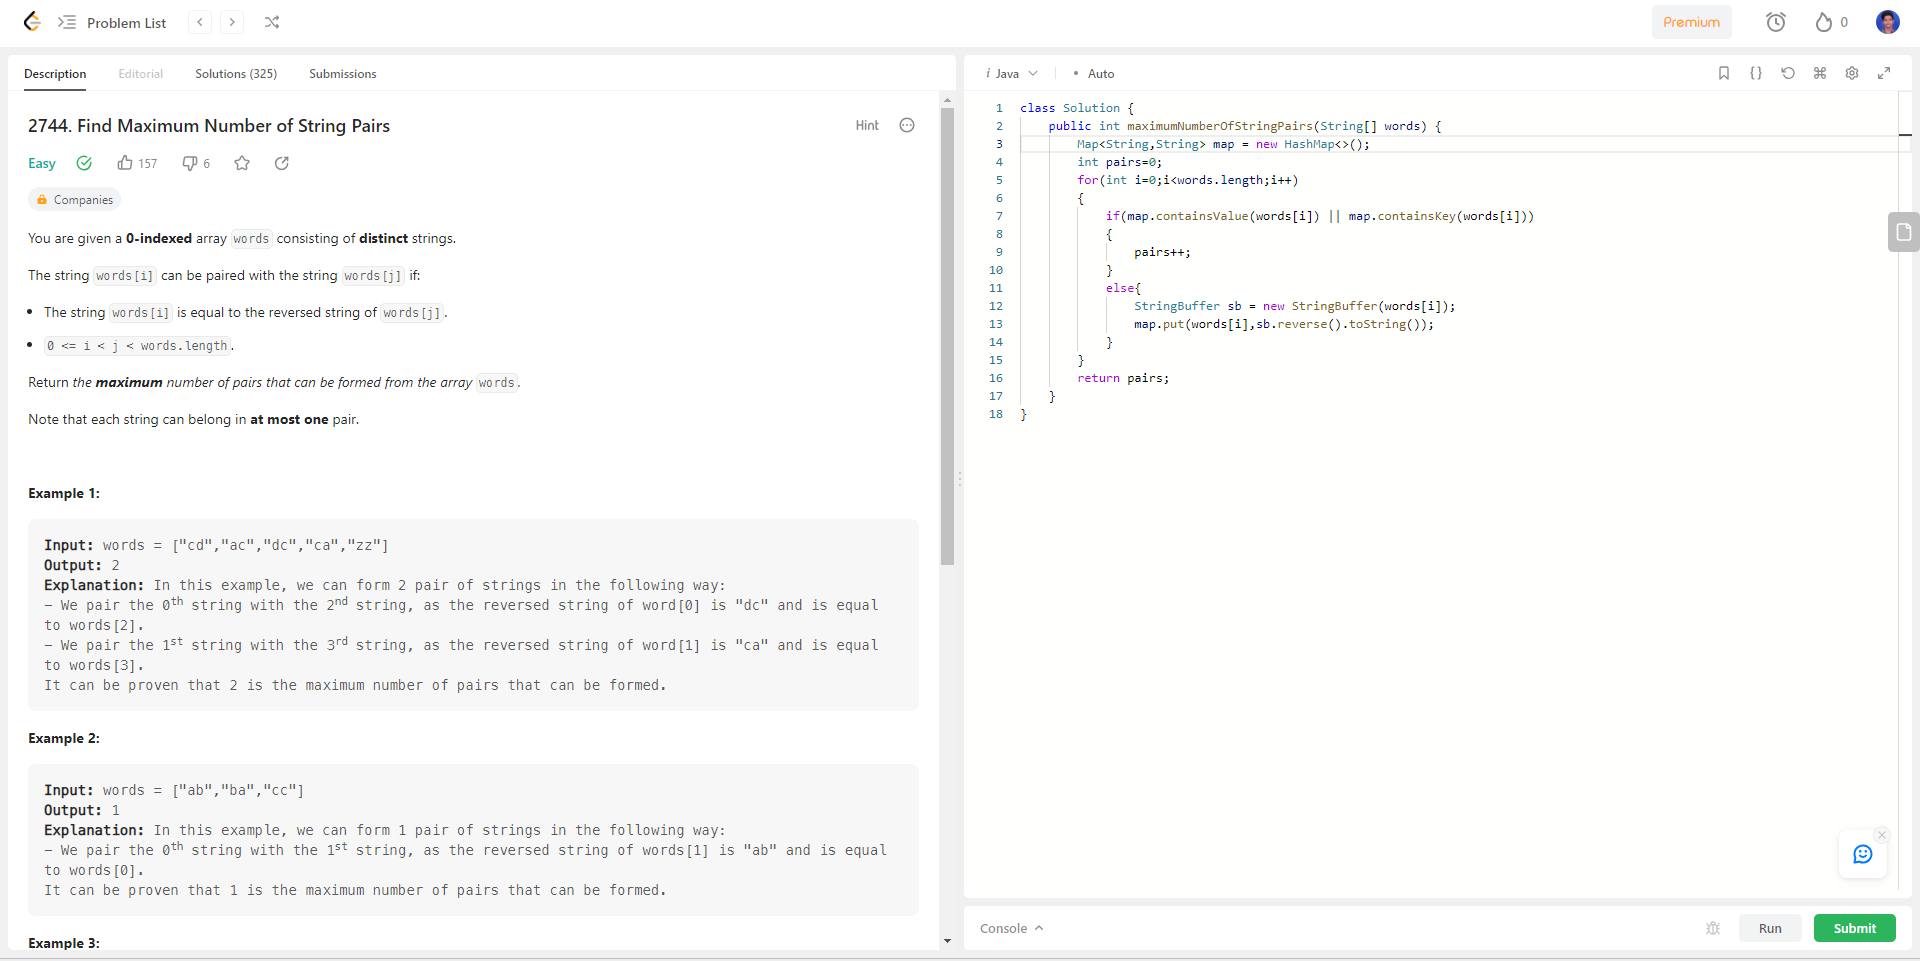 Problem List
Premium
0
Description Editorial Solutions (325) Submissions
2744. Find Maximum Number of String Pairs
Hint
Easy 157 6
Companies
You are given a 0-indexed array words consisting of distinct strings.
The string words[i] can be paired with the string words[j] if:
• The string words[i] is equal to the reversed string of words[j].
• 0 <= i < j < words.length.
Return the maximum number of pairs that can be formed from the array words.
Note that each string can belong in at most one pair.
Example 1:
Input: words = ["cd","ac","dc","ca","zz"]
Output: 2
Explanation: In this example, we can form 2 pair of strings in the following way:
- We pair the 0th string with the 2nd string, as the reversed string of word[0] is "dc" and is equal
to words[2].
- We pair the 1st string with the 3rd string, as the reversed string of word[1] is "ca" and is equal
to words[3].
It can be proven that 2 is the maximum number of pairs that can be formed.
Example 2:
Input: words = ["ab","ba","cc"]
Output: 1
Explanation: In this example, we can form 1 pair of strings in the following way:
- We pair the 0th string with the 1st string, as the reversed string of words[1] is "ab" and is equal
to words[0].
It can be proven that 1 is the maximum number of pairs that can be formed.
Example 3:
i Java • Auto
{}
1 class Solution {
2 public int maximumNumberOfStringPairs(String[] words) {
3 Map<String,String> map = new HashMap<>();
4 int pairs=0;
5 for(int i=0;i<words.length;i++)
6 {
7 if(map.containsValue(words[i]) || map.containsKey(words[i]))
8 {
9 pairs++;
10 }
11 else{
12 StringBuffer sb = new StringBuffer(words[i]);
13 map.put(words[i],sb.reverse().toString());
14 }
15 }
16 return pairs;
17 }
18 }
Console
Run
Submit